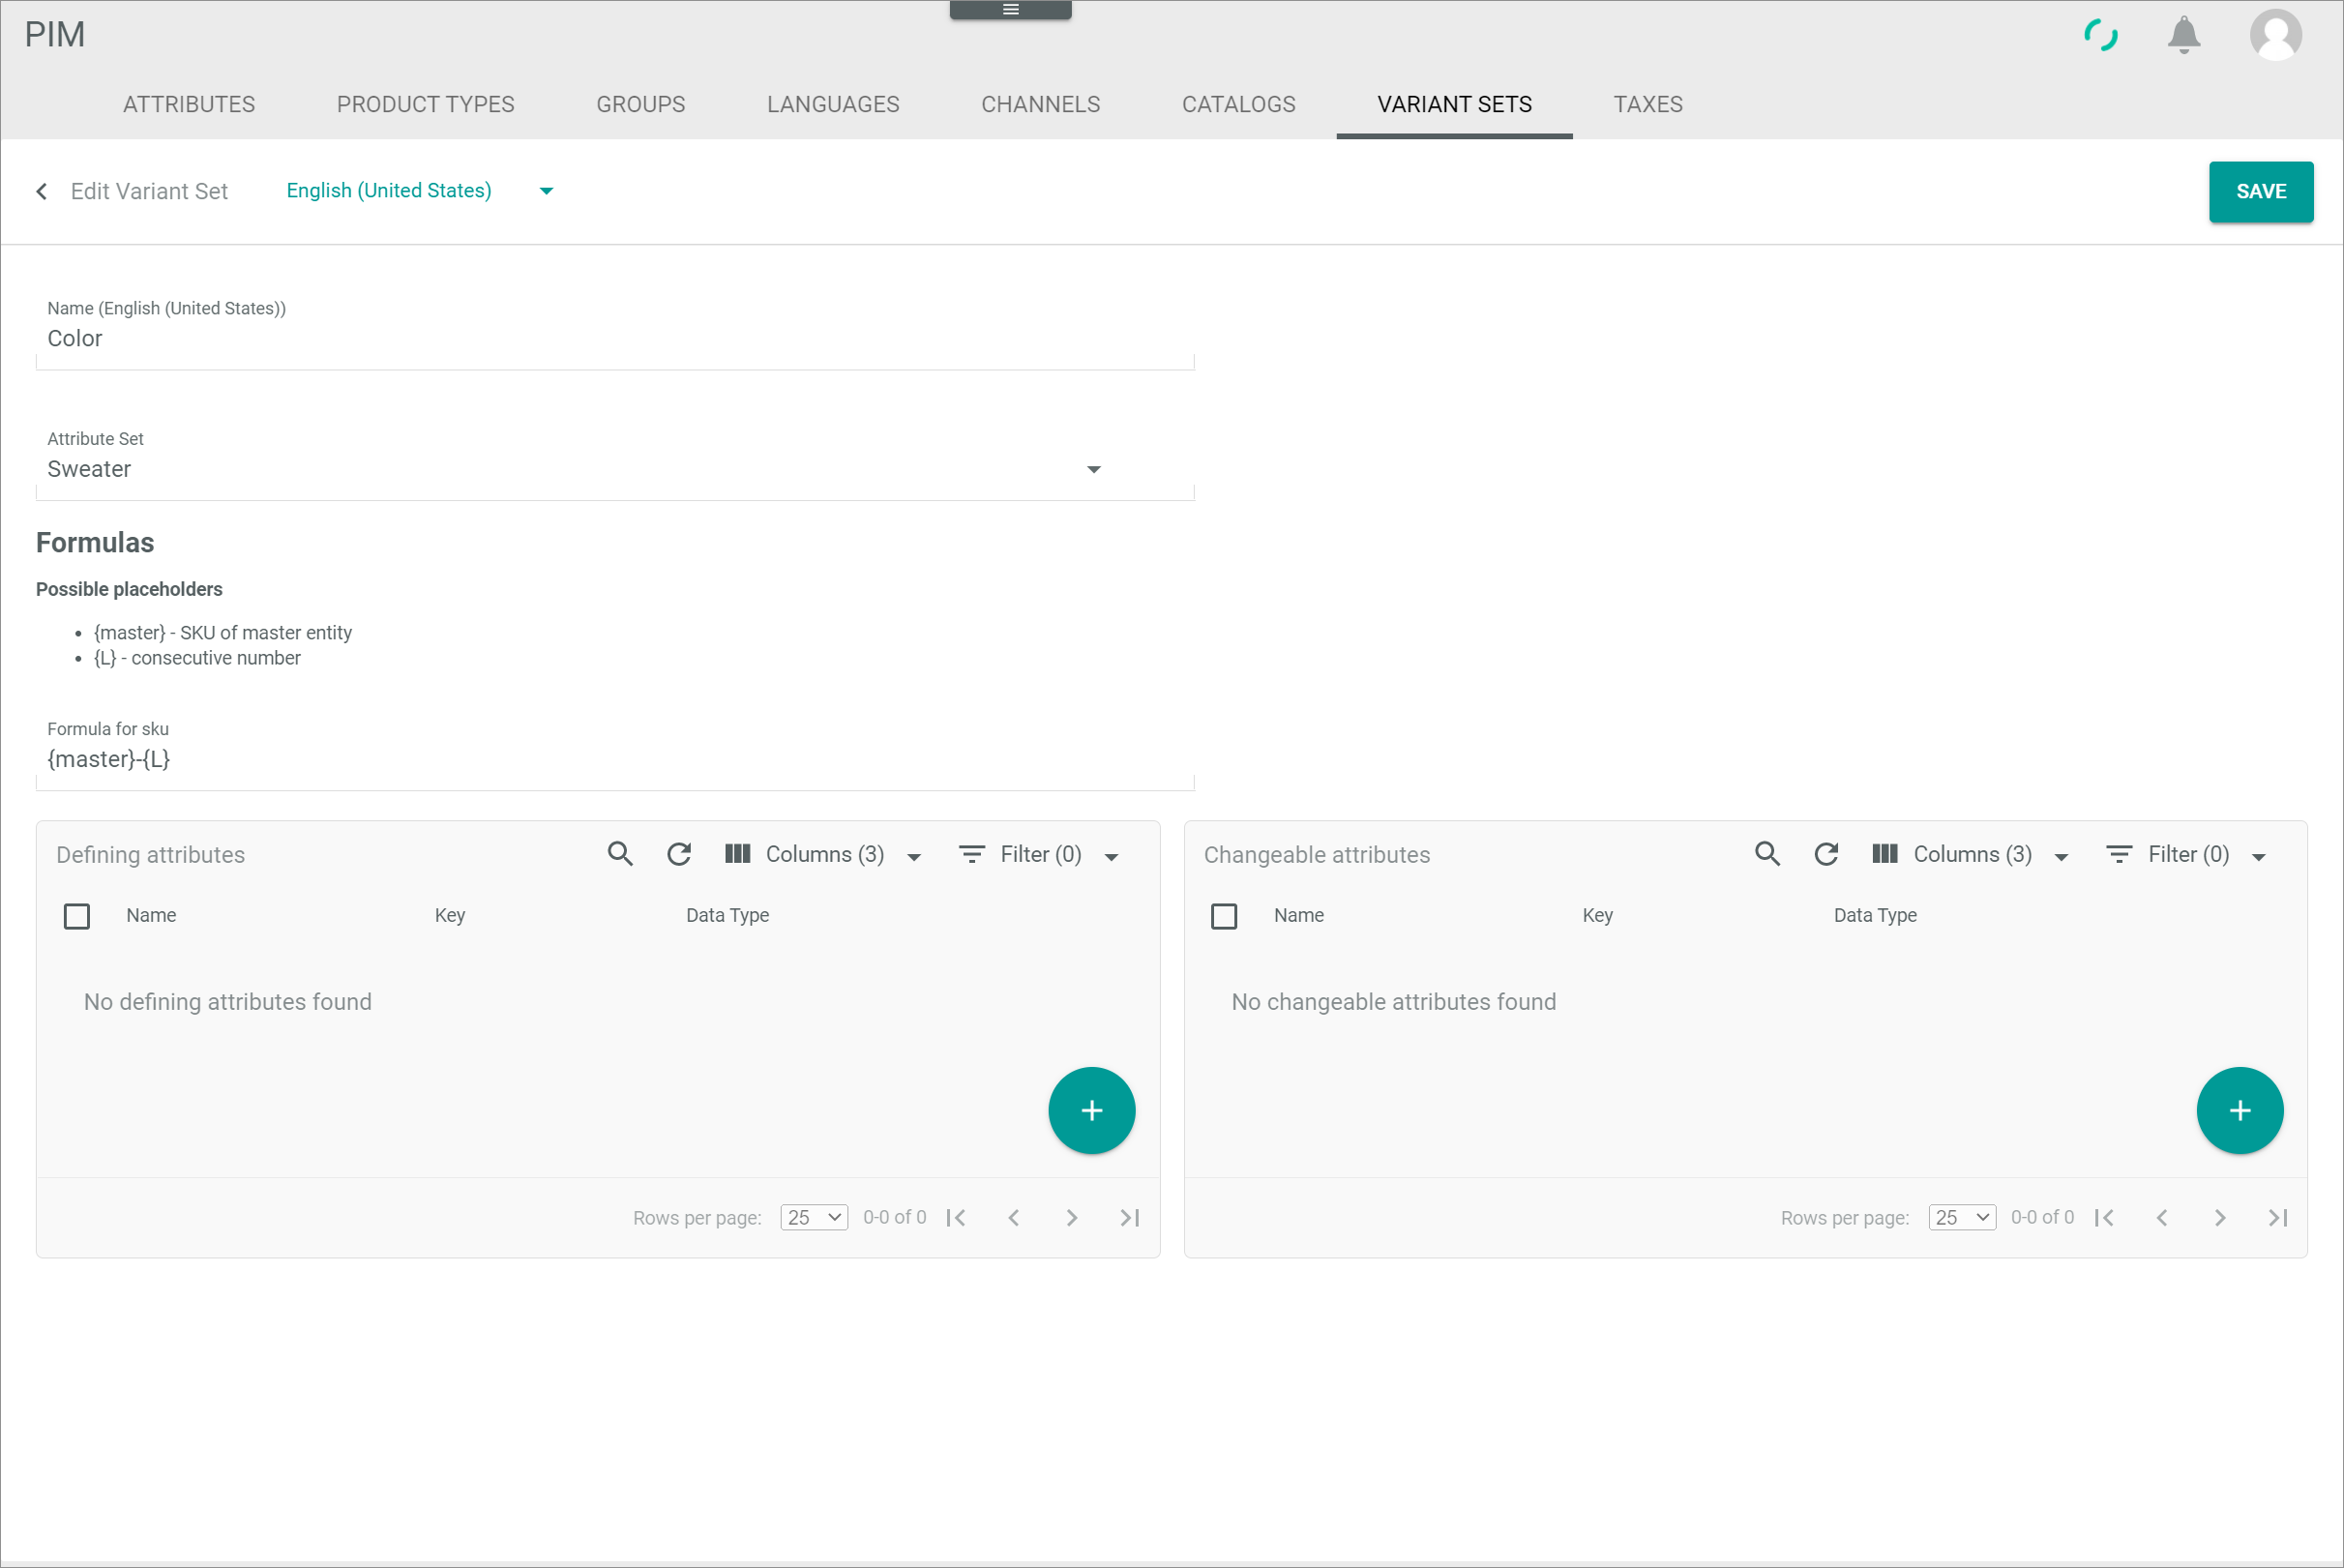 PIM
ATTRIBUTES PRODUCT TYPES GROUPS LANGUAGES CHANNELS CATALOGS VARIANT SETS TAXES
Edit Variant Set English (United States) SAVE
Name (English (United States))
Color
Attribute Set
Sweater
Formulas
Possible placeholders
• {master} - SKU of master entity
• {L} - consecutive number
Formula for sku
{master}-{L}
Defining attributes Columns (3) Filter (0)
Name Key Data Type
No defining attributes found
Rows per page: 25 0-0 of 0
Changeable attributes Columns (3) Filter (0)
Name Key Data Type
No changeable attributes found
Rows per page: 25 0-0 of 0